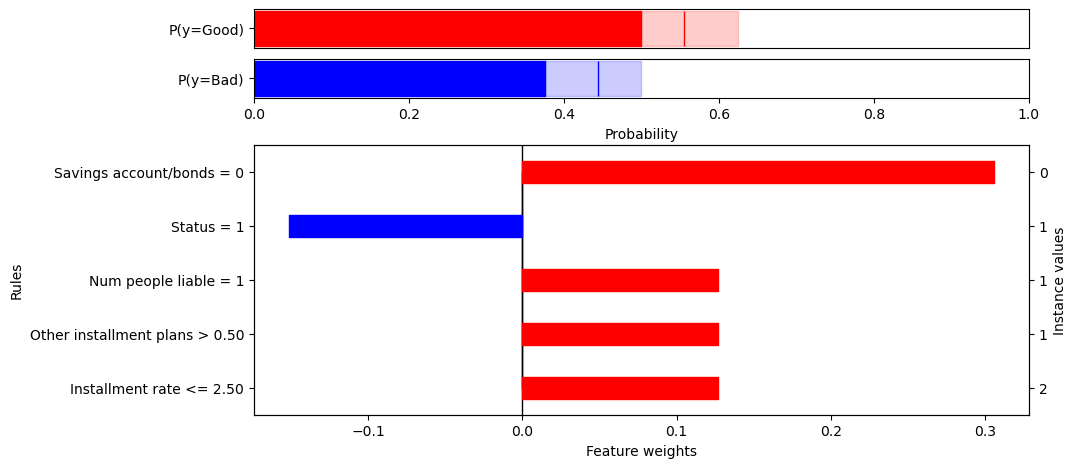 P(y=Good)
P(y=Bad)
0.0 0.2 0.4 0.6 0.8 1.0
Probability
Savings account/bonds = 0 0
Status = 1 1
Num people liable = 1 1
Other installment plans > 0.50 1
Installment rate <= 2.50 2
Rules
Instance values
−0.1 0.0 0.1 0.2 0.3
Feature weights